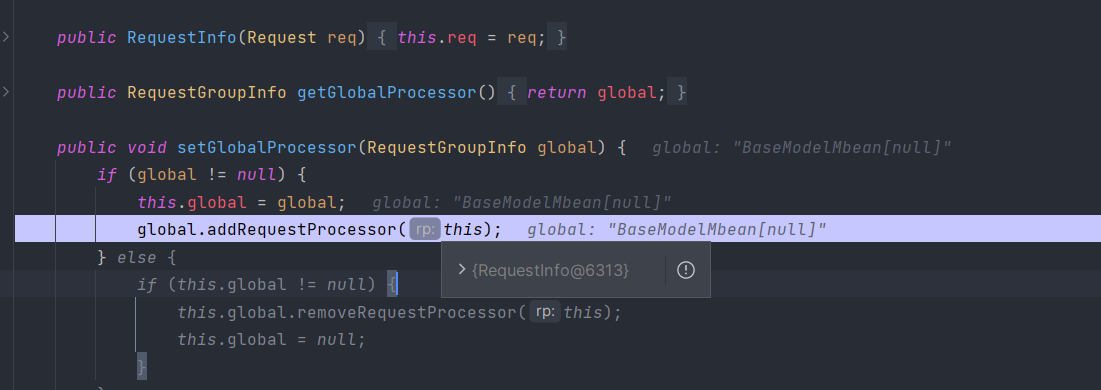 public RequestInfo(Request req) { this.req = req; }
public RequestGroupInfo getGlobalProcessor() { return global; }
public void setGlobalProcessor(RequestGroupInfo global) { global: "BaseModelMbean[null]"
if (global != null) {
this.global = global; global: "BaseModelMbean[null]"
global.addRequestProcessor( rp: this); global: "BaseModelMbean[null]"
} else {
{RequestInfo@6313}
if (this.global != null) {
this.global.removeRequestProcessor( rp: this);
this.global = null;
}